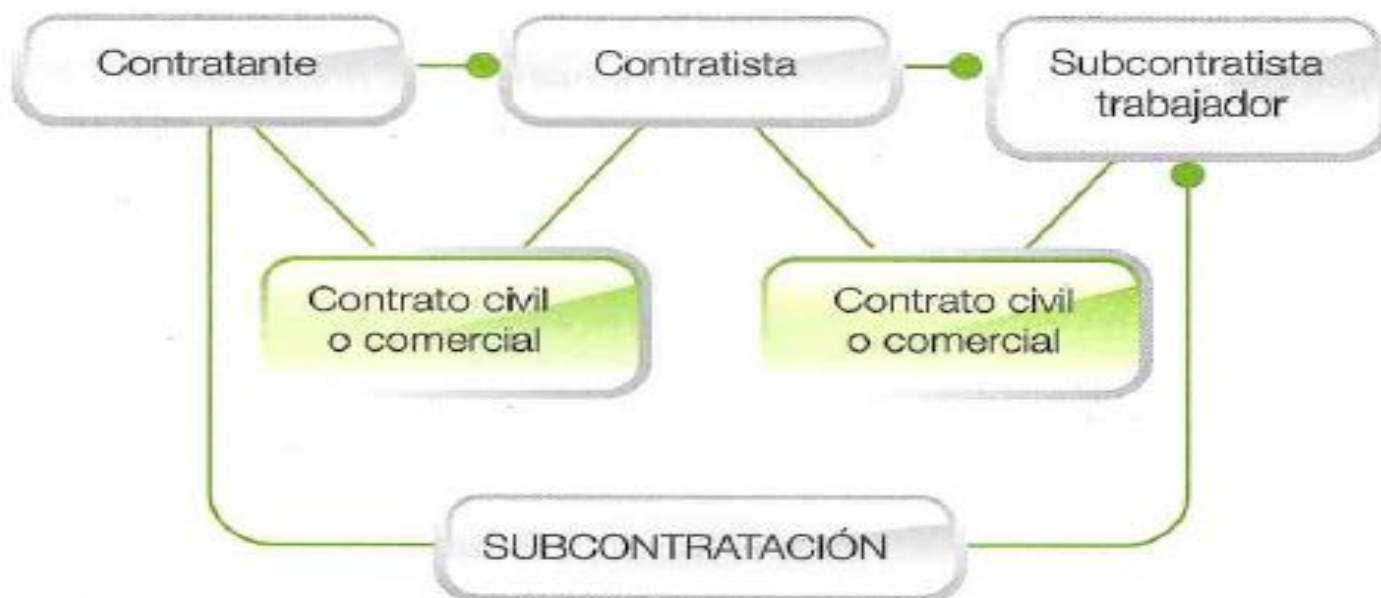 Contratante
Contratista
Subcontratista
trabajador
Contrato civil
o comercial
Contrato civil
o comercial
SUBCONTRATACIÓN